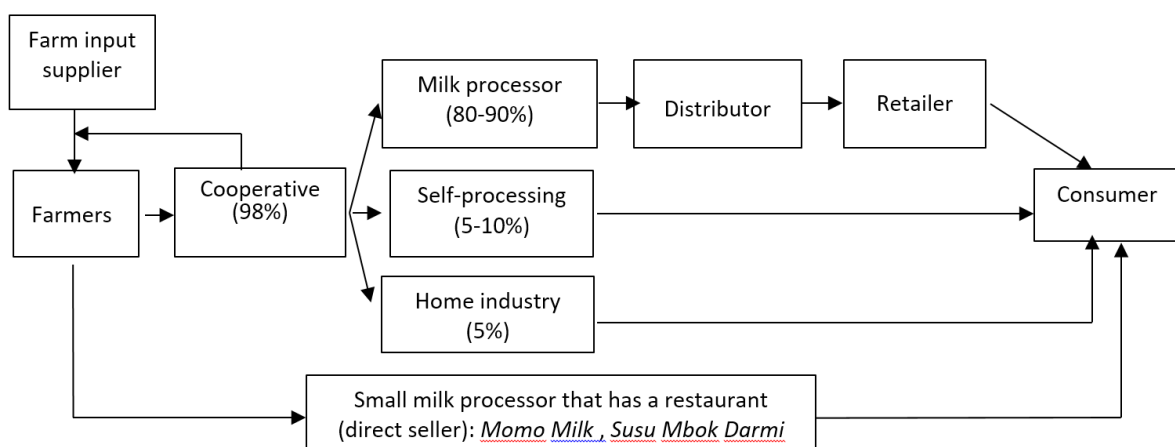 Farm input
supplier
Milk processor
(80-90%)
Distributor
Retailer
Farmers
Cooperative
(98%)
Self-processing
(5-10%)
Consumer
Home industry
(5%)
Small milk processor that has a restaurant
(direct seller): Momo Milk , Susu Mbok Darmi